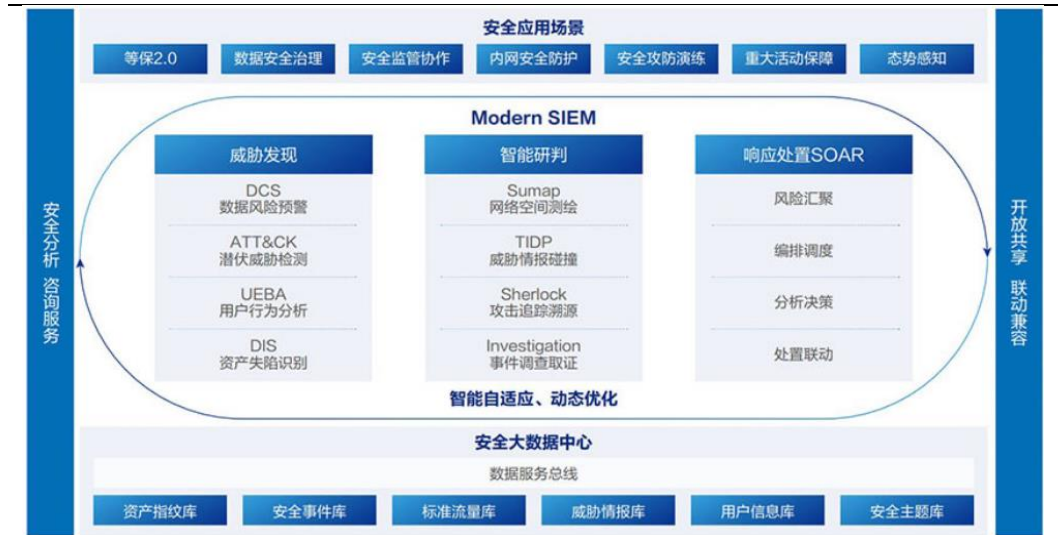 安全应用场景
等保2.0 数据安全治理 安全监管协作 内网安全防护 安全攻防演练 重大活动保障 态势感知
安全分析 咨询服务
Modern SIEM
威胁发现
DCS
数据风险预警
ATT&CK
潜伏威胁检测
UEBA
用户行为分析
DIS
资产失陷识别
智能研判
Sumap
网络空间测绘
TIDP
威胁情报碰撞
Sherlock
攻击追踪溯源
Investigation
事件调查取证
响应处置SOAR
风险汇聚
编排调度
分析决策
处置联动
智能自适应、动态优化
开放共享 联动兼容
安全大数据中心
数据服务总线
资产指纹库 安全事件库 标准流量库 威胁情报库 用户信息库 安全主题库